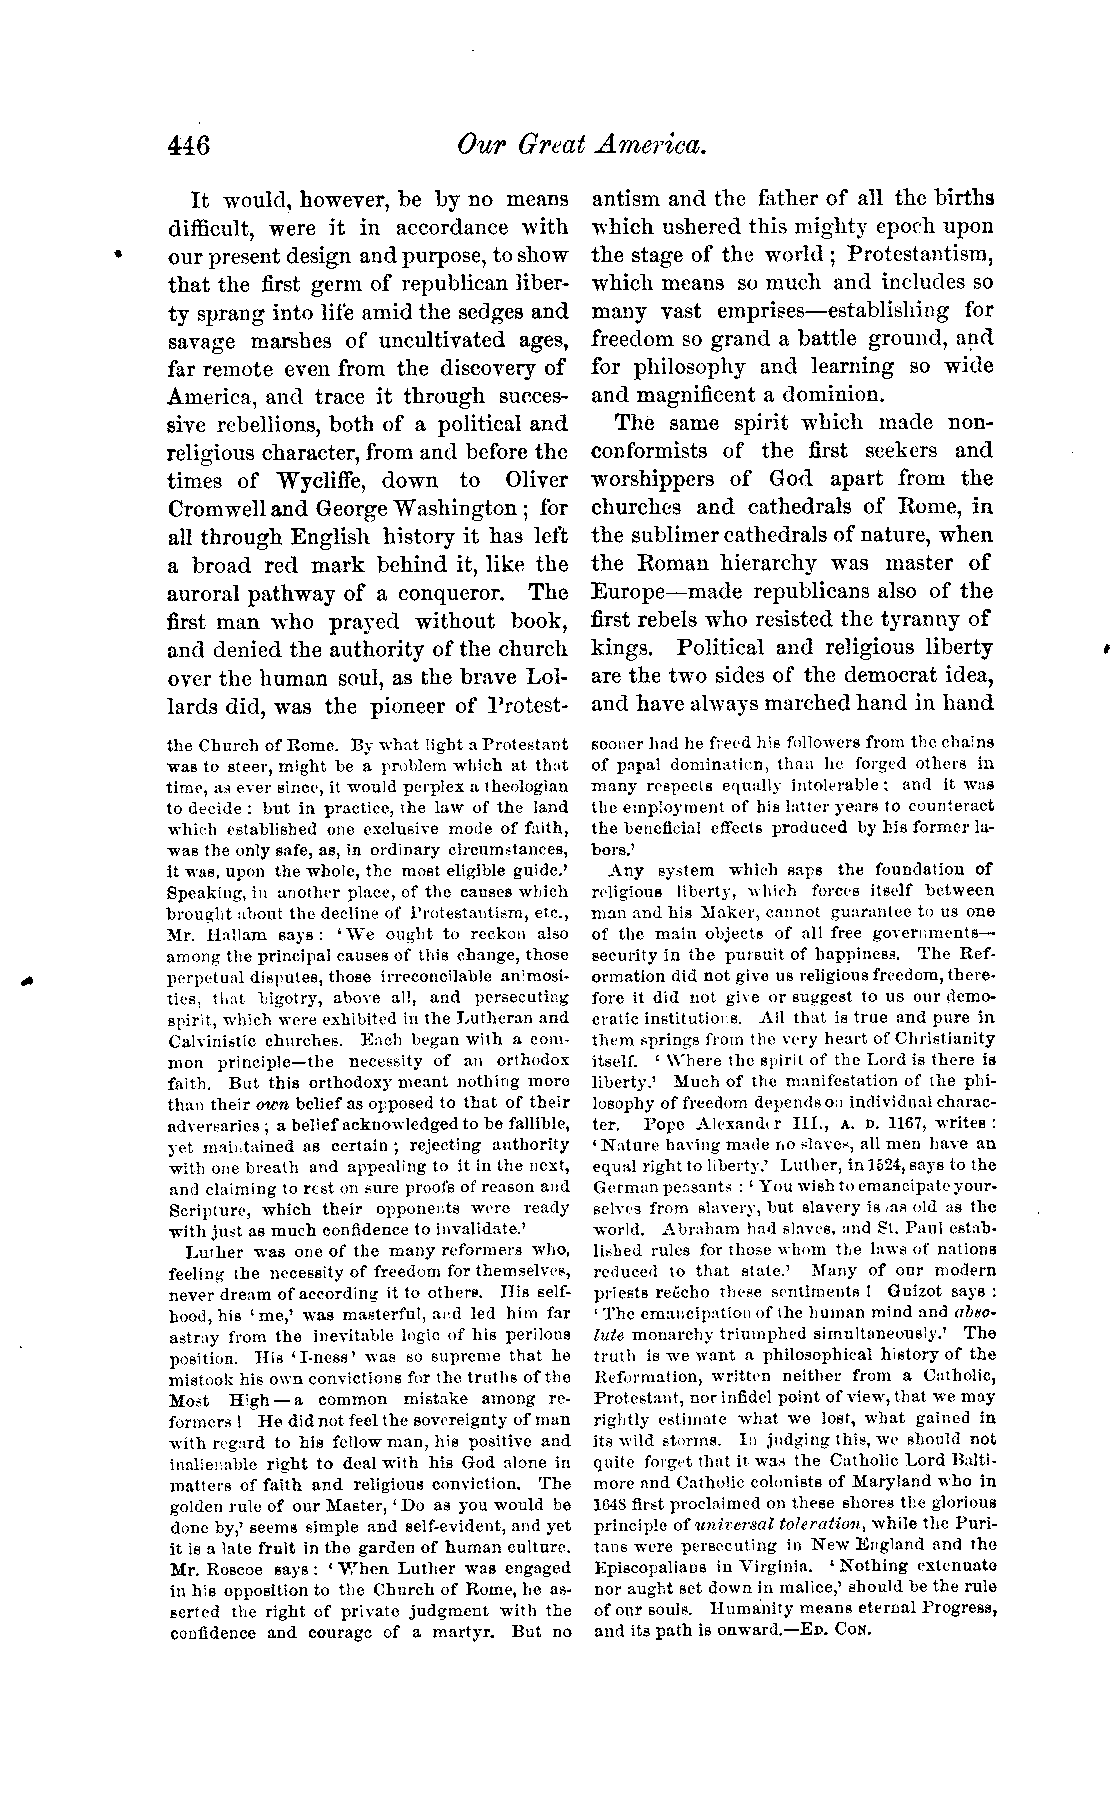 446
Our Great America.
It would, however, be by no means
difficult, were it in accordance with
our present design and purpose, to show
that the first germ of republican liber-
ty sprang into life amid the sedges and
savage marshes of uncultivated ages,
far remote even from the discovery of
America, and trace it through succes-
sive rebellions, both of a political and
religious character, from and before the
times of Wycliffe, down to Oliver
Cromwell and George Washington; for
all through English history it has left
a broad red mark behind it, like the
auroral pathway of a conqueror. The
first man who prayed without book,
and denied the authority of the church
over the human soul, as the brave Lol-
lards did, was the pioneer of Protest-
antism and the father of all the births
which ushered this mighty epoch upon
the stage of the world; Protestantism,
which means so much and includes so
many vast emprises—establishing for
freedom so grand a battle ground, and
for philosophy and learning so wide
and magnificent a dominion.
The same spirit which made non-
conformists of the first seekers and
worshippers of God apart from the
churches and cathedrals of Rome, in
the sublimer cathedrals of nature, when
the Roman hierarchy was master of
Europe—made republicans also of the
first rebels who resisted the tyranny of
kings. Political and religious liberty
are the two sides of the democrat idea,
and have always marched hand in hand
the Church of Rome. By what light a Protestant
was to steer, might be a problem which at that
time, as ever since, it would perplex a theologian
to decide: but in practice, the law of the land
which established one exclusive mode of faith,
was the only safe, as, in ordinary circumstances,
it was, upon the whole, the most eligible guide.'
Speaking, in another place, of the causes which
brought about the decline of Protestantism, etc.,
Mr. Hallam says: 'We ought to reckon also
among the principal causes of this change, those
perpetual disputes, those irreconcilable animosi-
ties, that bigotry, above all, and persecuting
spirit, which were exhibited in the Lutheran and
Calvinistic churches. Each began with a com-
mon principle—the necessity of an orthodox
faith. But this orthodoxy meant nothing more
than their own belief as opposed to that of their
adversaries; a belief acknowledged to be fallible,
yet maintained as certain; rejecting authority
with one breath and appealing to it in the next,
and claiming to rest on sure proofs of reason and
Scripture, which their opponents were ready
with just as much confidence to invalidate.'
Luther was one of the many reformers who,
feeling the necessity of freedom for themselves,
never dream of according it to others. His self-
hood, his 'me,' was masterful, and led him far
astray from the inevitable logic of his perilous
position. His 'I-ness' was so supreme that he
mistook his own convictions for the truths of the
Most High—a common mistake among re-
formers! He did not feel the sovereignty of man
with regard to his fellow man, his positive and
inalienable right to deal with his God alone in
matters of faith and religious conviction. The
golden rule of our Master, 'Do as you would be
done by,' seems simple and self-evident, and yet
it is a late fruit in the garden of human culture.
Mr. Roscoe says: 'When Luther was engaged
in his opposition to the Church of Rome, he as-
serted the right of private judgment with the
confidence and courage of a martyr. But no
sooner had he freed his followers from the chains
of papal domination, than he forged others in
many respects equally intolerable; and it was
the employment of his latter years to counteract
the beneficial effects produced by his former la-
bors.'
Any system which saps the foundation of
religious liberty, which forces itself between
man and his Maker, cannot guarantee to us one
of the main objects of all free governments—
security in the pursuit of happiness. The Ref-
ormation did not give us religious freedom, there-
fore it did not give or suggest to us our demo-
cratic institutions. All that is true and pure in
them springs from the very heart of Christianity
itself. 'Where the spirit of the Lord is there is
liberty.' Much of the manifestation of the phi-
losophy of freedom depends on individual charac-
ter. Pope Alexander III., A. D. 1167, writes:
'Nature having made no slaves, all men have an
equal right to liberty.' Luther, in 1524, says to the
German peasants: 'You wish to emancipate your-
selves from slavery, but slavery is as old as the
world. Abraham had slaves, and St. Paul estab-
lished rules for those whom the laws of nations
reduced to that state.' Many of our modern
priests reëcho these sentiments! Guizot says:
'The emancipation of the human mind and abso-
lute monarchy triumphed simultaneously.' The
truth is we want a philosophical history of the
Reformation, written neither from a Catholic,
Protestant, nor infidel point of view, that we may
rightly estimate what we lost, what gained in
its wild storms. In judging this, we should not
quite forget that it was the Catholic Lord Balti-
more and Catholic colonists of Maryland who in
1648 first proclaimed on these shores the glorious
principle of universal toleration, while the Puri-
tans were persecuting in New England and the
Episcopalians in Virginia. 'Nothing extenuate
nor aught set down in malice,' should be the rule
of our souls. Humanity means eternal Progress,
and its path is onward.—ED. CON.